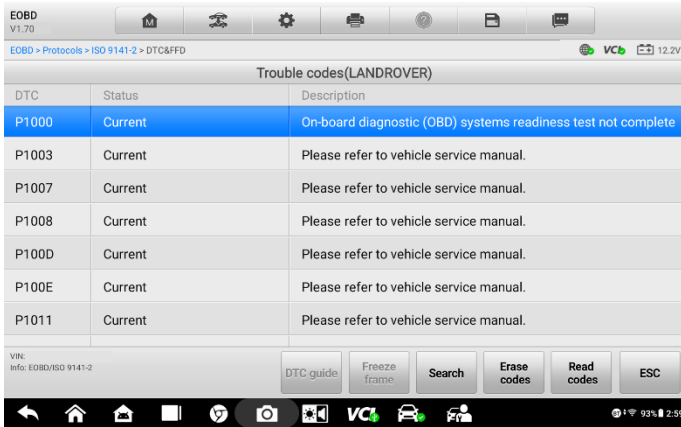 EOBD
V1.70
EOBD > Protocols > ISO 9141-2 > DTC&FFD
VCI 12.2V
Trouble codes(LANDROVER)
DTC Status Description
P1000 Current On-board diagnostic (OBD) systems readiness test not complete
P1003 Current Please refer to vehicle service manual.
P1007 Current Please refer to vehicle service manual.
P1008 Current Please refer to vehicle service manual.
P100D Current Please refer to vehicle service manual.
P100E Current Please refer to vehicle service manual.
P1011 Current Please refer to vehicle service manual.
VIN:
Info: EOBD/ISO 9141-2
DTC guide
Freeze
frame
Search
Erase
codes
Read
codes
ESC
VCI 93% 2:59